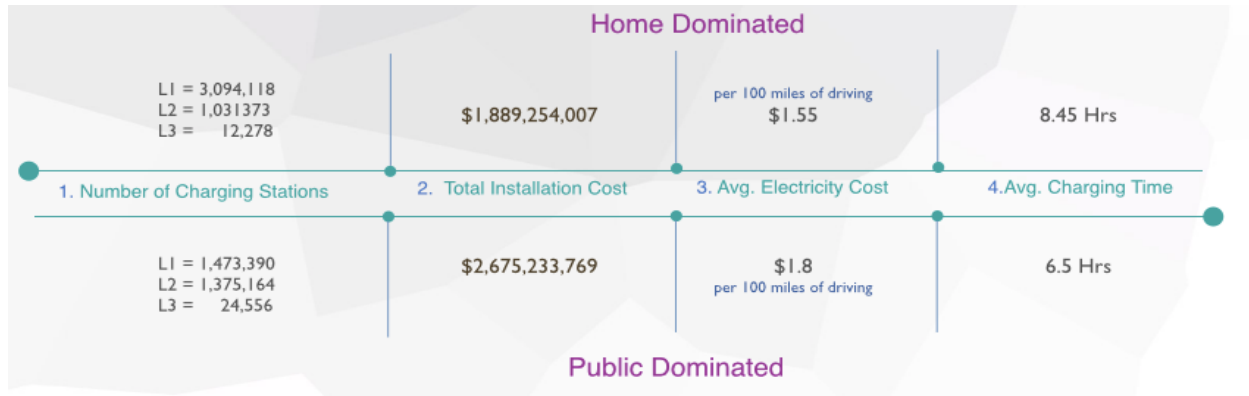 Home Dominated
L1 = 3,094,118
L2 = 1,031373
L3 = 12,278
$1,889,254,007
per 100 miles of driving
$1.55
8.45 Hrs
1. Number of Charging Stations
2. Total Installation Cost
3. Avg. Electricity Cost
4.Avg. Charging Time
L1 = 1,473,390
L2 = 1,375,164
L3 = 24,556
$2,675,233,769
$1.8
per 100 miles of driving
6.5 Hrs
Public Dominated